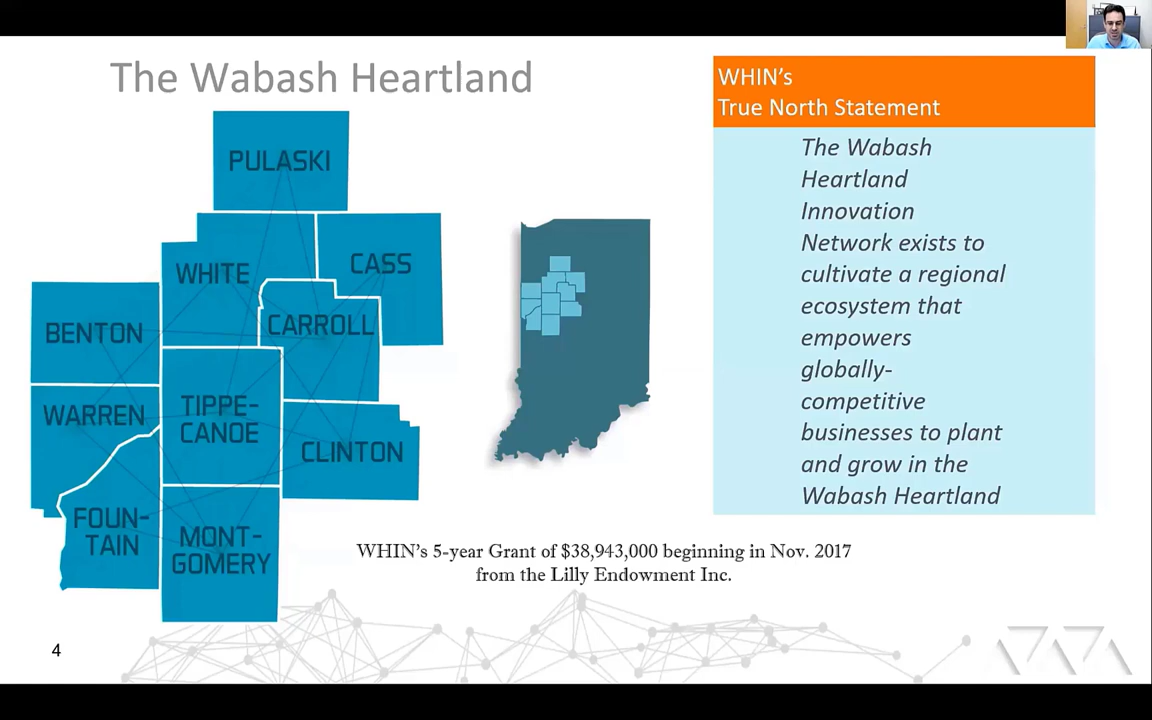 The Wabash Heartland
PULASKI
WHITE
CASS
CARROLL
BENTON
WARREN
TIPPE-
CANOE
CLINTON
FOUN-
TAIN
MONT-
GOMERY
WHIN’s
True North Statement
The Wabash
Heartland
Innovation
Network exists to
cultivate a regional
ecosystem that
empowers
globally-
competitive
businesses to plant
and grow in the
Wabash Heartland
WHIN’s 5-year Grant of $38,943,000 beginning in Nov. 2017
from the Lilly Endowment Inc.
4